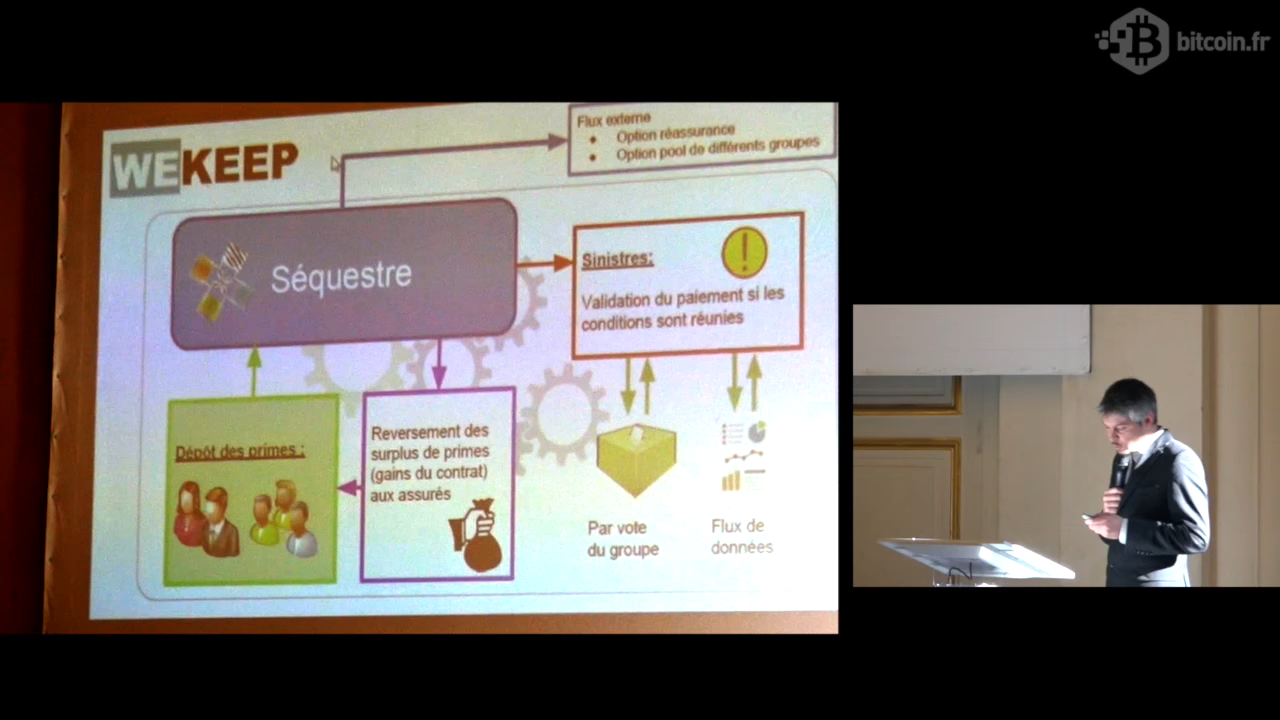 bitcoin.fr
WEKEEP
Flux externe
• Option réassurance
• Option pool de différents groupes
Séquestre
Sinistres:
Validation du paiement si les
conditions sont réunies
Dépôt des primes :
Reversement des
surplus de primes
(gains du contrat)
aux assurés
Par vote
du groupe
Flux de
données